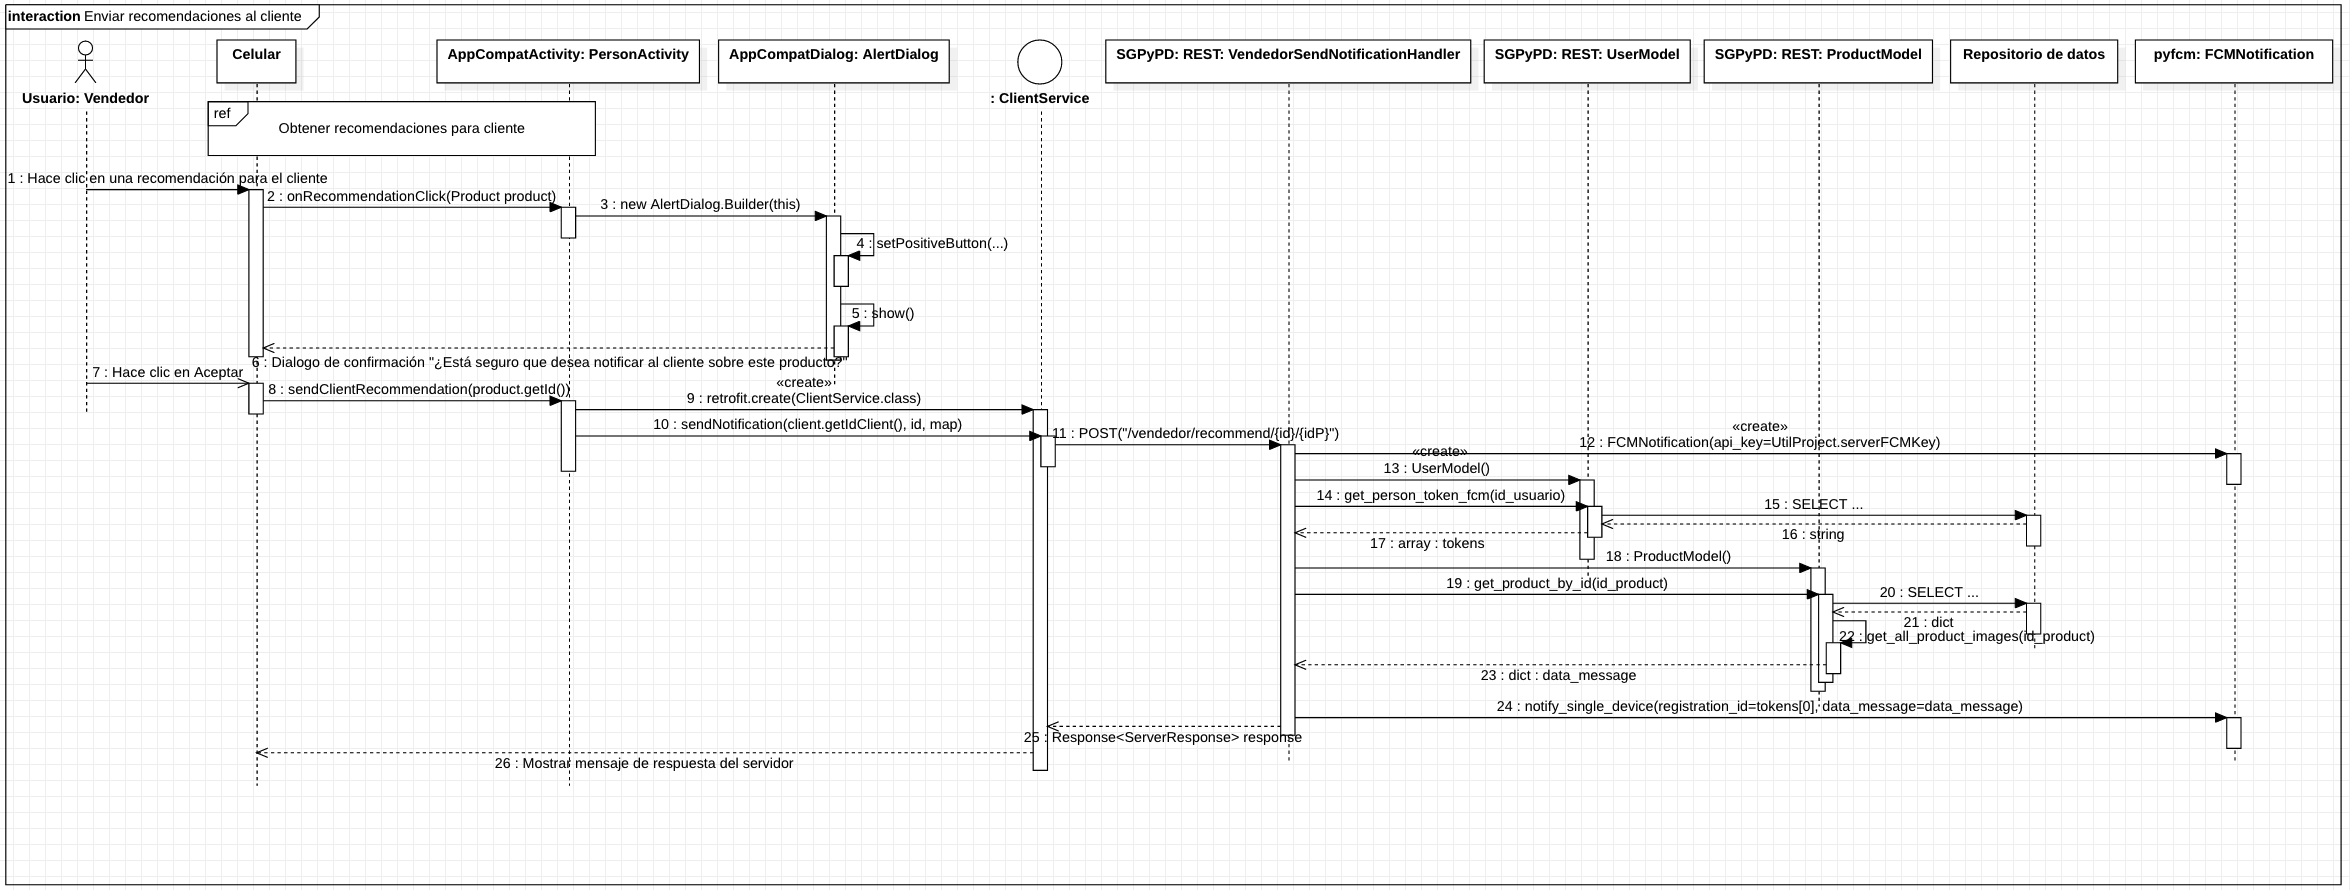 interaction Enviar recomendaciones al cliente
Usuario: Vendedor
Celular
AppCompatActivity: PersonActivity
AppCompatDialog: AlertDialog
: ClientService
SGPyPD: REST: VendedorSendNotificationHandler
SGPyPD: REST: UserModel
SGPyPD: REST: ProductModel
Repositorio de datos
pyfcm: FCMNotification
ref
Obtener recomendaciones para cliente
1 : Hace clic en una recomendación para el cliente
2 : onRecommendationClick(Product product)
3 : new AlertDialog.Builder(this)
4 : setPositiveButton(...)
5 : show()
6 : Dialogo de confirmación "¿Está seguro que desea notificar al cliente sobre este producto?"
7 : Hace clic en Aceptar
8 : sendClientRecommendation(product.getId())
«create»
9 : retrofit.create(ClientService.class)
10 : sendNotification(client.getIdClient(), id, map)
11 : POST("/vendedor/recommend/{id}/{idP}")
«create»
12 : FCMNotification(api_key=UtilProject.serverFCMKey)
«create»
13 : UserModel()
14 : get_person_token_fcm(id_usuario)
15 : SELECT ...
16 : string
17 : array : tokens
18 : ProductModel()
19 : get_product_by_id(id_product)
20 : SELECT ...
21 : dict
22 : get_all_product_images(id_product)
23 : dict : data_message
24 : notify_single_device(registration_id=tokens[0], data_message=data_message)
25 : Response<ServerResponse> response
26 : Mostrar mensaje de respuesta del servidor